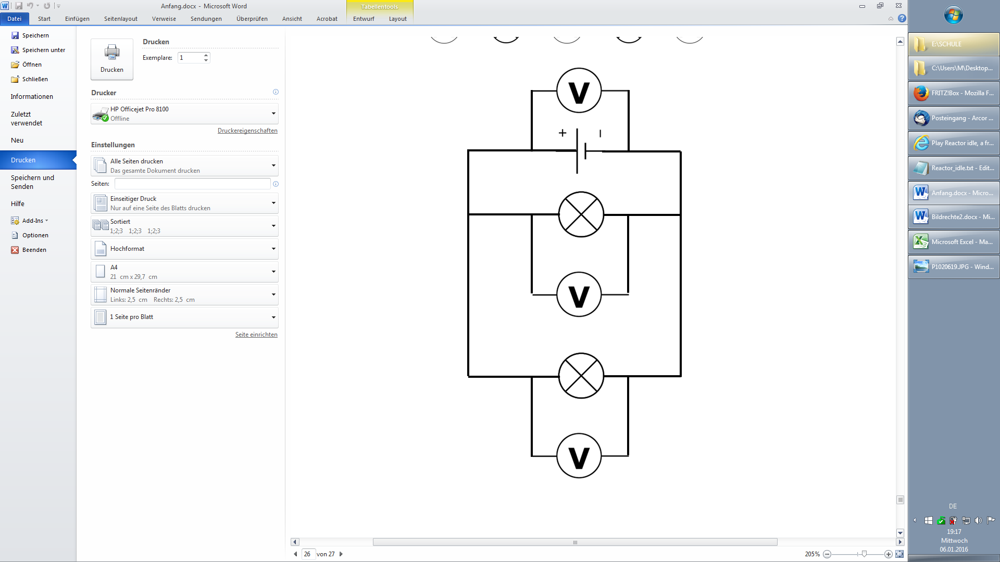 Anfang.docx - Microsoft Word
Tabellentools
Datei
Start
Einfügen
Seitenlayout
Verweise
Sendungen
Überprüfen
Ansicht
Acrobat
Entwurf
Layout
Speichern
Speichern unter
Öffnen
Schließen
Informationen
Zuletzt
verwendet
Neu
Drucken
Speichern und
Senden
Hilfe
Add-Ins
Optionen
Beenden
Drucken
Drucken
Exemplare: 1
Drucker
HP Officejet Pro 8100
Offline
Druckereigenschaften
Einstellungen
Alle Seiten drucken
Das gesamte Dokument drucken
Seiten:
Einseitiger Druck
Nur auf eine Seite des Blatts drucken
Sortiert
1;2;3 1;2;3 1;2;3
Hochformat
A4
21 cm x 29,7 cm
Normale Seitenränder
Links: 2,5 cm Rechts: 2,5 cm
1 Seite pro Blatt
Seite einrichten
V
+ I
V
V
26 von 27
205%
E:\SCHULE
C:\Users\M\Desktop...
FRITZ!Box - Mozilla F...
Posteingang - Arcor ...
Play Reactor idle, a fr...
Reactor_idle.txt - Edit...
Anfang.docx - Micro...
Bildrechte2.docx - Mi...
Microsoft Excel - Ma...
P1020619.JPG - Wind...
DE
19:17
Mittwoch
06.01.2016